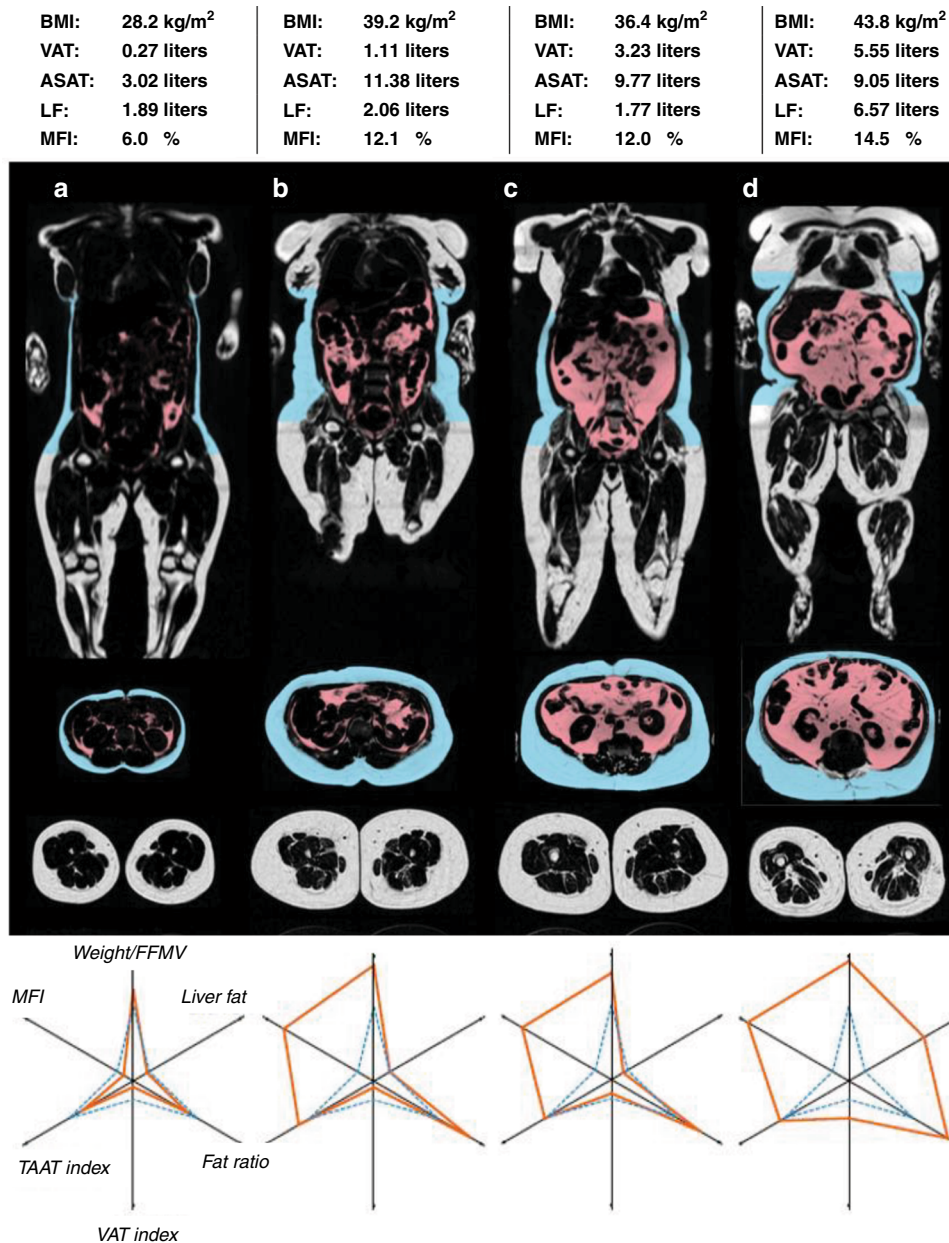 BMI: 28.2 kg/m²
VAT: 0.27 liters
ASAT: 3.02 liters
LF: 1.89 liters
MFI: 6.0 %
BMI: 39.2 kg/m²
VAT: 1.11 liters
ASAT: 11.38 liters
LF: 2.06 liters
MFI: 12.1 %
BMI: 36.4 kg/m²
VAT: 3.23 liters
ASAT: 9.77 liters
LF: 1.77 liters
MFI: 12.0 %
BMI: 43.8 kg/m²
VAT: 5.55 liters
ASAT: 9.05 liters
LF: 6.57 liters
MFI: 14.5 %
a
b
c
d
Weight/FFMV
MFI
Liver fat
TAAT index
Fat ratio
VAT index